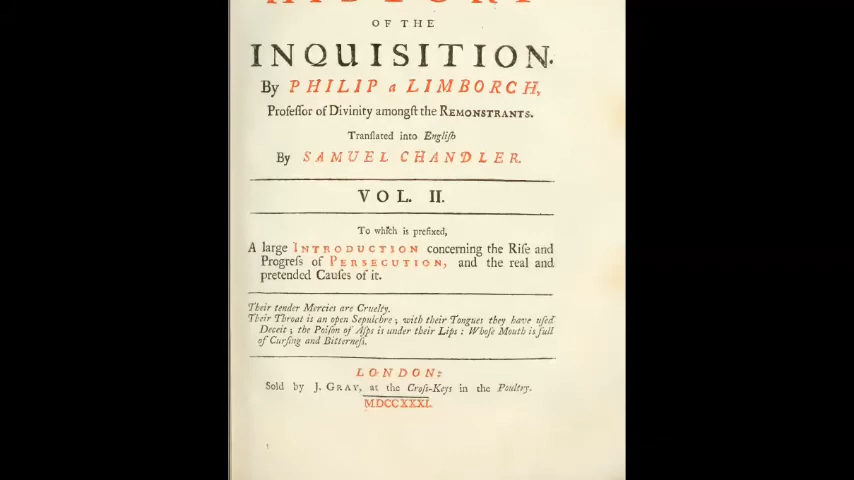 HISTORY
OF THE
INQUISITION.
By PHILIP a LIMBORCH,
Profeſſor of Divinity amongſt the REMONSTRANTS.
Tranſlated into Engliſh
By SAMUEL CHANDLER.
VOL. II.
To which is prefixed,
A large INTRODUCTION concerning the Riſe and
Progreſs of PERSECUTION, and the real and
pretended Cauſes of it.
Their tender Mercies are Cruelty.
Their Throat is an open Sepulchre; with their Tongues they have uſed
Deceit; the Poiſon of Aſps is under their Lips: Whoſe Mouth is full
of Curſing and Bitterneſs.
LONDON:
Sold by J. GRAY, at the Croſs-Keys in the Poultry.
MDCCXXXI.